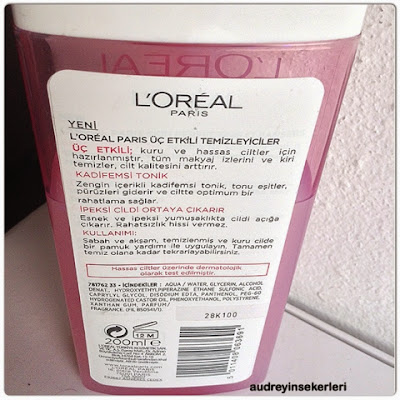 L'ORÉAL
L'ORÉAL
PARIS
YENİ
L'ORÉAL PARIS ÜÇ ETKİLİ TEMİZLEYİCİLER
ÜÇ ETKİLİ; kuru ve hassas ciltler için
hazırlanmıştır, tüm makyaj izlerini ve kiri
temizler, cilt kalitesini arttırır.
KADİFEMSİ TONİK
Zengin içerikli kadifemsi tonik, tonu eşitler,
pürüzleri giderir ve ciltte optimum bir
rahatlama sağlar.
İPEKSİ CİLDİ ORTAYA ÇIKARIR
Esnek ve ipeksi yumuşaklıkta cildi açığa
çıkarır. Rahatsızlık hissi vermez.
KULLANIMI:
Sabah ve akşam, temizlenmiş ve kuru cilde
bir pamuk yardımı ile uygulayın. Tamamen
temiz olana kadar tekrarlayabilirsiniz.
Hassas ciltler üzerinde dermatolojik
olarak test edilmiştir.
781762 33 - İÇİNDEKİLER: AQUA / WATER, GLYCERIN, ALCOHOL
DENAT., HYDROXYETHYLPIPERAZINE ETHANE SULFONIC ACID,
CAPRYLYL GLYCOL, DISODIUM EDTA, PANTHENOL, PEG-60
HYDROGENATED CASTOR OIL, PHENOXYETHANOL, POLYSTYRENE,
XANTHAN GUM, PARFUM/
FRAGRANCE (F.I.L. B50541/1)
28K100
12 M
200ml
audreyinsekerleri